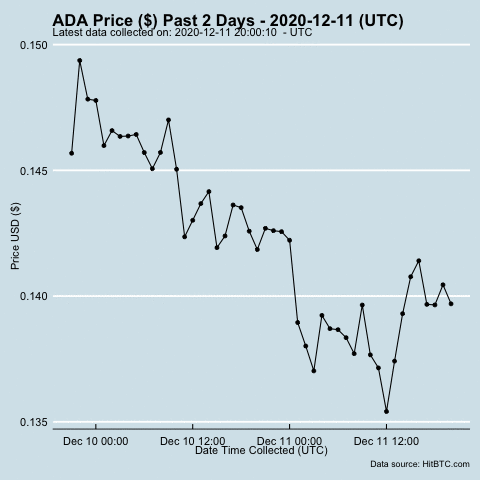 ADA Price ($) Past 2 Days - 2020-12-11 (UTC)
Latest data collected on: 2020-12-11 20:00:10 - UTC
0.150
0.145
0.140
0.135
Price USD ($)
Dec 10 00:00 Dec 10 12:00 Dec 11 00:00 Dec 11 12:00
Date Time Collected (UTC)
Data source: HitBTC.com